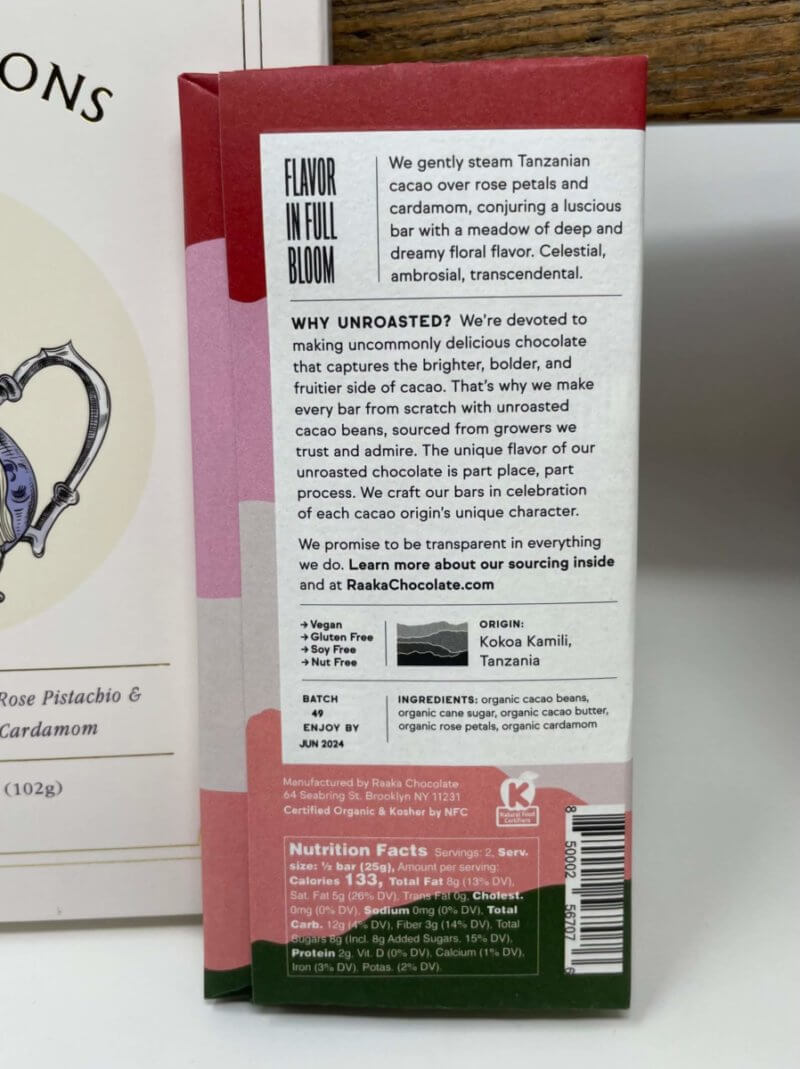 ONS
Rose Pistachio &
Cardamom
(102g)
FLAVOR
IN FULL
BLOOM
We gently steam Tanzanian
cacao over rose petals and
cardamom, conjuring a luscious
bar with a meadow of deep and
dreamy floral flavor. Celestial,
ambrosial, transcendental.
WHY UNROASTED? We're devoted to
making uncommonly delicious chocolate
that captures the brighter, bolder, and
fruitier side of cacao. That's why we make
every bar from scratch with unroasted
cacao beans, sourced from growers we
trust and admire. The unique flavor of our
unroasted chocolate is part place, part
process. We craft our bars in celebration
of each cacao origin's unique character.
We promise to be transparent in everything
we do. Learn more about our sourcing inside
and at RaakaChocolate.com
→ Vegan
→ Gluten Free
→ Soy Free
→ Nut Free
ORIGIN:
Kokoa Kamili,
Tanzania
BATCH
49
ENJOY BY
JUN 2024
INGREDIENTS: organic cacao beans,
organic cane sugar, organic cacao butter,
organic rose petals, organic cardamom
Manufactured by Raaka Chocolate
64 Seabring St. Brooklyn NY 11231
Certified Organic & Kosher by NFC
K
Natural Food
Certifiers
Nutrition Facts Servings: 2, Serv.
size: ½ bar (25g), Amount per serving:
Calories 133, Total Fat 8g (13% DV),
Sat. Fat 5g (26% DV), Trans Fat 0g, Cholest.
0mg (0% DV), Sodium 0mg (0% DV), Total
Carb. 12g (4% DV), Fiber 3g (14% DV), Total
Sugars 8g (Incl. 8g Added Sugars, 15% DV),
Protein 2g, Vit. D (0% DV), Calcium (1% DV),
Iron (3% DV), Potas. (2% DV).
8 50002 56707 6